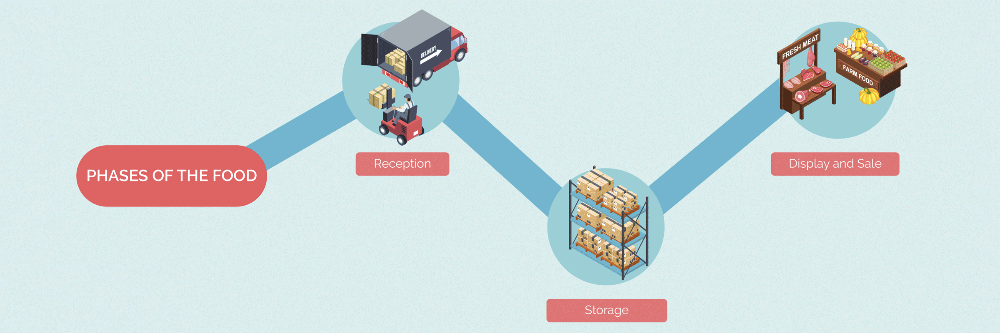 PHASES OF THE FOOD
DELIVERY
Reception
Storage
FRESH MEAT
FARM FOOD
Display and Sale